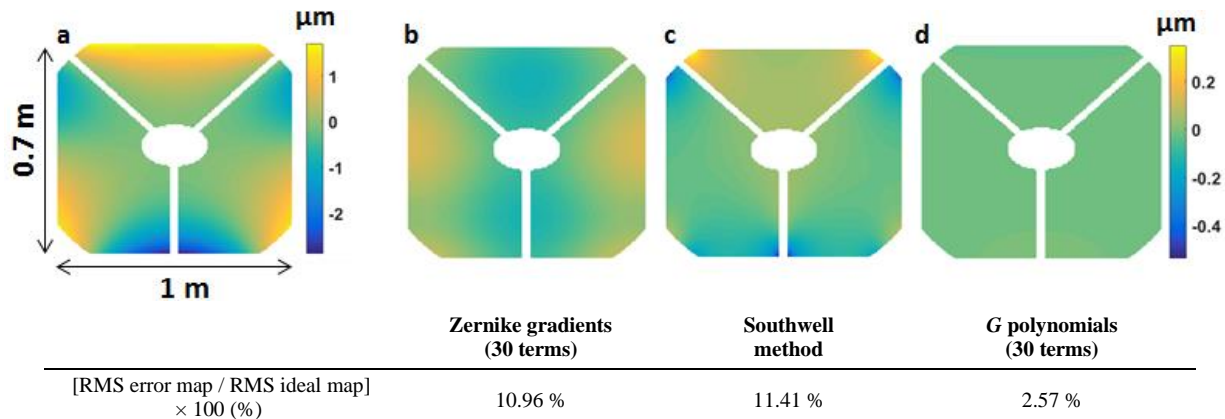 a
µm
1
0
-1
-2
0.7 m
1 m
b
c
d
µm
0.2
0
-0.2
-0.4
Zernike gradients
(30 terms)
Southwell
method
G polynomials
(30 terms)
[RMS error map / RMS ideal map]
× 100 (%)
10.96 %
11.41 %
2.57 %